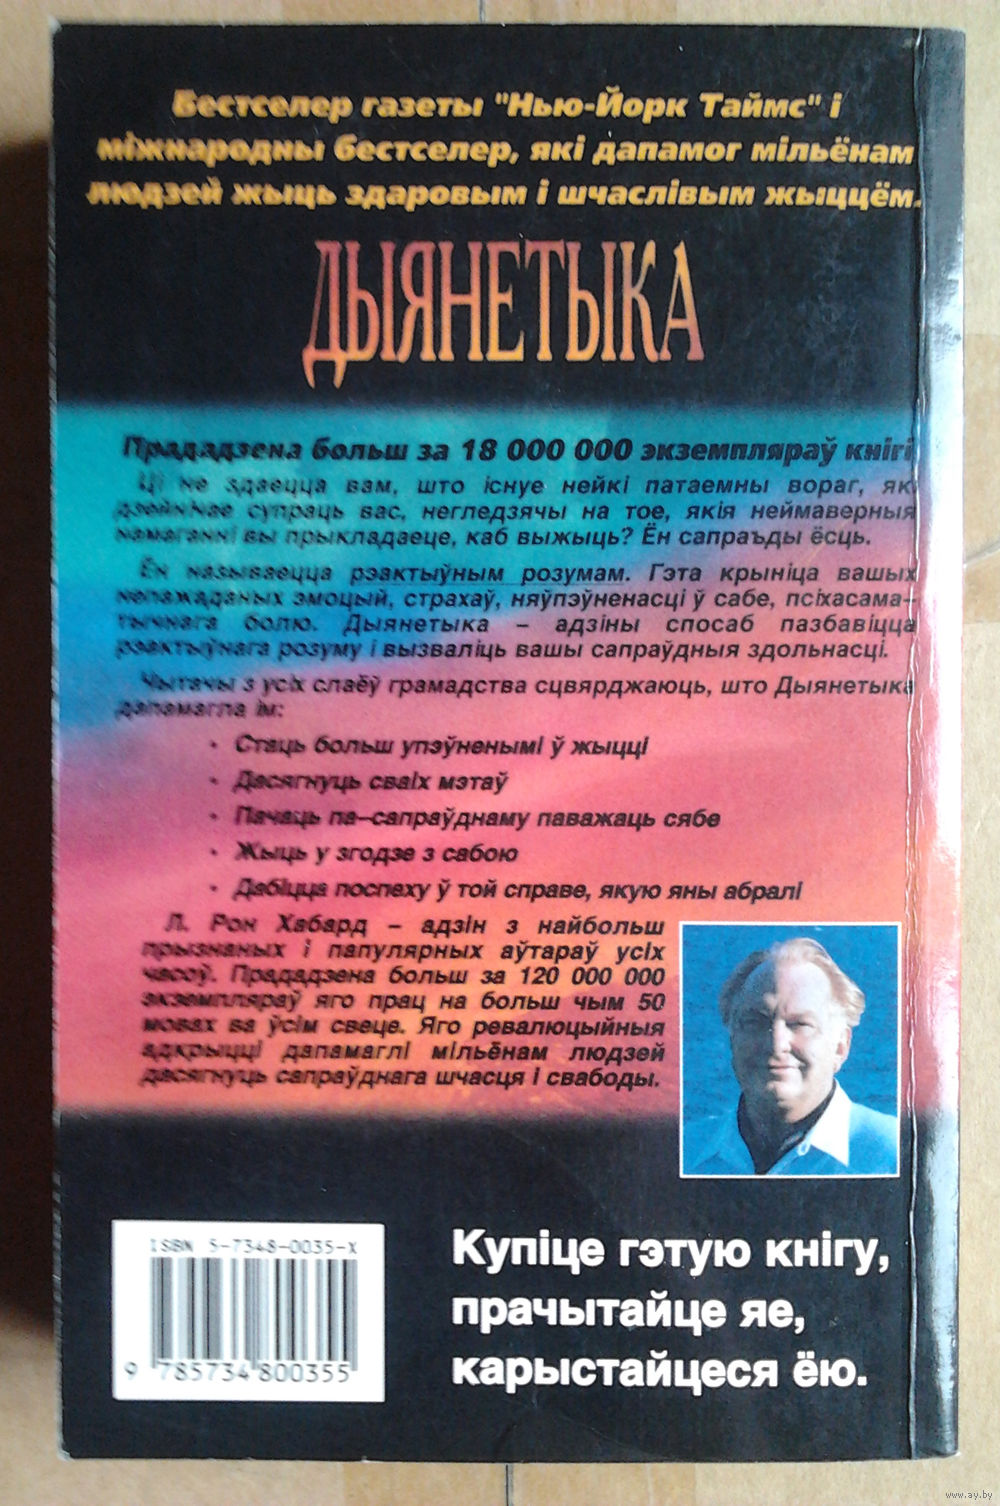 Бестселер газеты "Нью-Йорк Таймс" і
міжнародны бестселер, які дапамог мільёнам
людзей жыць здаровым і шчаслівым жыццём.
ДЫЯНЕТЫКА
Прададзена больш за 18 000 000 экземпляраў кнігі
Ці не здаецца вам, што існуе нейкі патаемны вораг, які
дзейнічае супраць вас, негледзячы на тое, якія неймаверныя
намаганні вы прыкладаеце, каб выжыць? Ён сапраъды ёсць.
Ён называецца рэактыўным розумам. Гэта крыніца вашых
непажаданых эмоцый, страхаў, няўпэўненасці ў сабе, псіхасама-
тычнага болю. Дыянетыка – адзіны спосаб пазбавіцца
рэактыўнага розуму і вызваліць вашы сапраўдныя здольнасці.
Чытачы з усіх слаёў грамадства сцвярджаюць, што Дыянетыка
дапамагла ім:
· Стаць больш упэўненымі ў жыцці
· Дасягнуць сваіх мэтаў
· Пачаць па–сапраўднаму паважаць сябе
· Жыць у згодзе з сабою
· Дабіцца поспеху ў той справе, якую яны абралі
Л. Рон Хабард – адзін з найбольш
прызнаных і папулярных аўтараў усіх
часоў. Прададзена больш за 120 000 000
экземпляраў яго прац на больш чым 50
мовах ва ўсім свеце. Яго ревалюцыйныя
адкрыцці дапамаглі мільёнам людзей
дасягнуць сапраўднага шчасця і свабоды.
ISBN 5-7348-0035-X
9 785734 800355
Купіце гэтую кнігу,
прачытайце яе,
карыстайцеся ёю.
www.ay.by